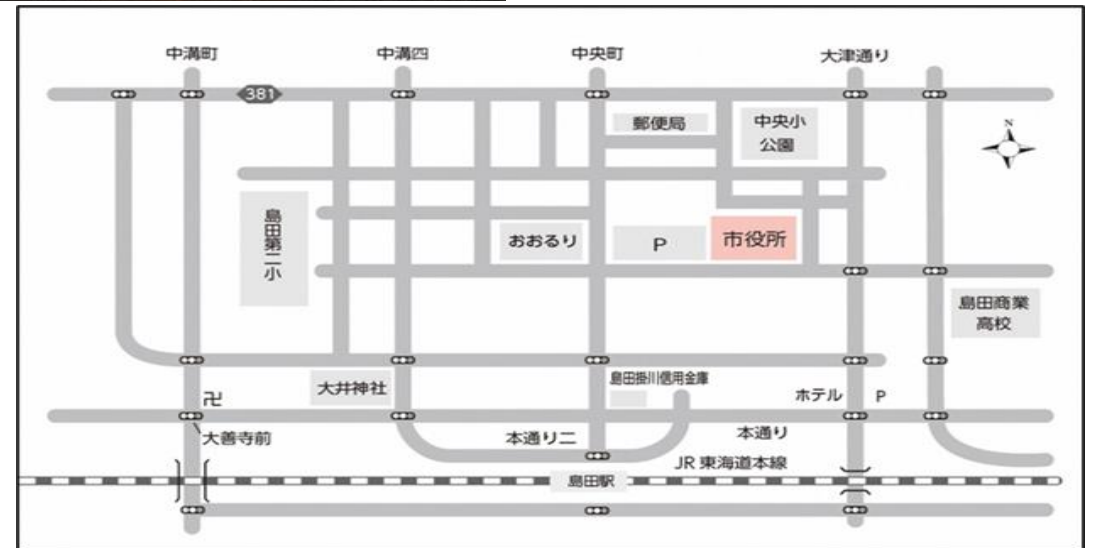 中溝町
中溝四
中央町
大津通り
381
郵便局
中央小
公園
N
島田第二小
おおるり
P
市役所
島田商業
高校
島田掛川信用金庫
大井神社
卍
ホテル
P
大善寺前
本通り二
本通り
JR東海道本線
島田駅